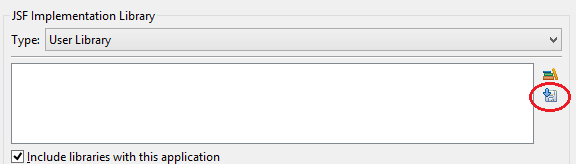 JSF Implementation Library
Type: User Library
Include libraries with this application